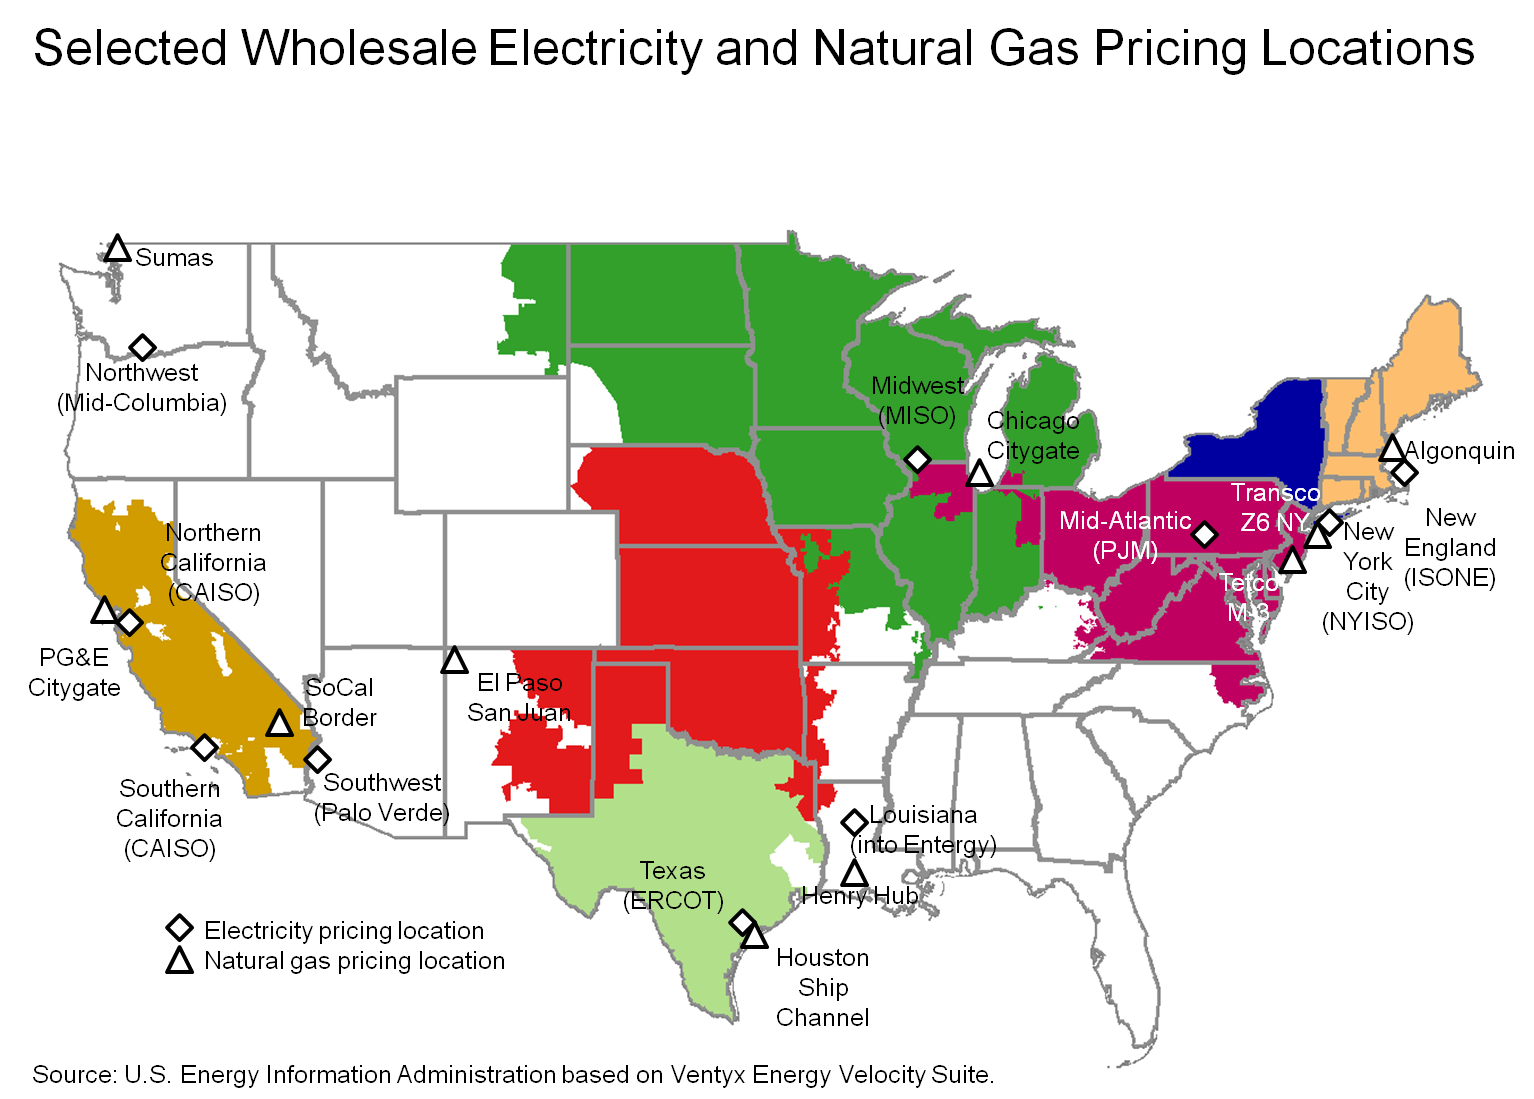 Selected Wholesale Electricity and Natural Gas Pricing Locations
Sumas
Northwest
(Mid-Columbia)
Midwest
(MISO)
Chicago
Citygate
Algonquin
New
England
(ISONE)
Transco
Z6 NY
Mid-Atlantic
(PJM)
New
York
City
(NYISO)
Tetco
M-3
Northern
California
(CAISO)
PG&E
Citygate
SoCal
Border
El Paso
San Juan
Southwest
(Palo Verde)
Southern
California
(CAISO)
Louisiana
(into Entergy)
Henry Hub
Texas
(ERCOT)
Houston
Ship
Channel
Electricity pricing location
Natural gas pricing location
Source: U.S. Energy Information Administration based on Ventyx Energy Velocity Suite.